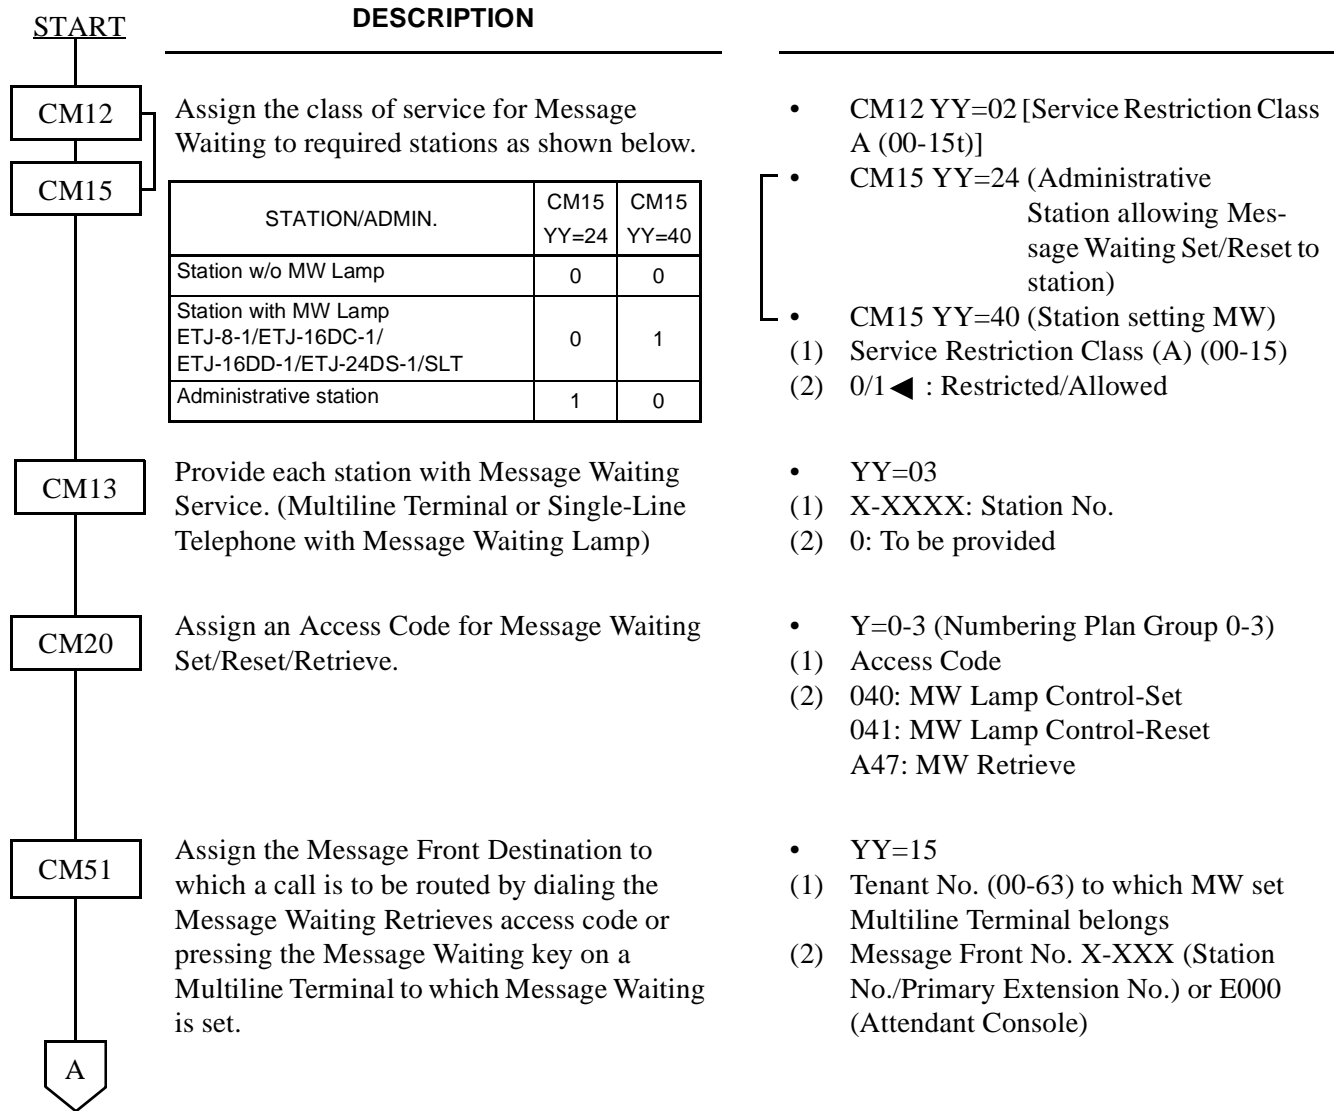 START
DESCRIPTION
CM12
CM15
Assign the class of service for Message
Waiting to required stations as shown below.
STATION/ADMIN.
CM15
YY=24
CM15
YY=40
Station w/o MW Lamp
0
0
Station with MW Lamp
ETJ-8-1/ETJ-16DC-1/
ETJ-16DD-1/ETJ-24DS-1/SLT
0
1
Administrative station
1
0
• CM12 YY=02 [Service Restriction Class
A (00-15t)]
• CM15 YY=24 (Administrative
Station allowing Mes-
sage Waiting Set/Reset to
station)
• CM15 YY=40 (Station setting MW)
(1) Service Restriction Class (A) (00-15)
(2) 0/1◀ : Restricted/Allowed
CM13
Provide each station with Message Waiting
Service. (Multiline Terminal or Single-Line
Telephone with Message Waiting Lamp)
• YY=03
(1) X-XXXX: Station No.
(2) 0: To be provided
CM20
Assign an Access Code for Message Waiting
Set/Reset/Retrieve.
• Y=0-3 (Numbering Plan Group 0-3)
(1) Access Code
(2) 040: MW Lamp Control-Set
041: MW Lamp Control-Reset
A47: MW Retrieve
CM51
Assign the Message Front Destination to
which a call is to be routed by dialing the
Message Waiting Retrieves access code or
pressing the Message Waiting key on a
Multiline Terminal to which Message Waiting
is set.
• YY=15
(1) Tenant No. (00-63) to which MW set
Multiline Terminal belongs
(2) Message Front No. X-XXX (Station
No./Primary Extension No.) or E000
(Attendant Console)
A